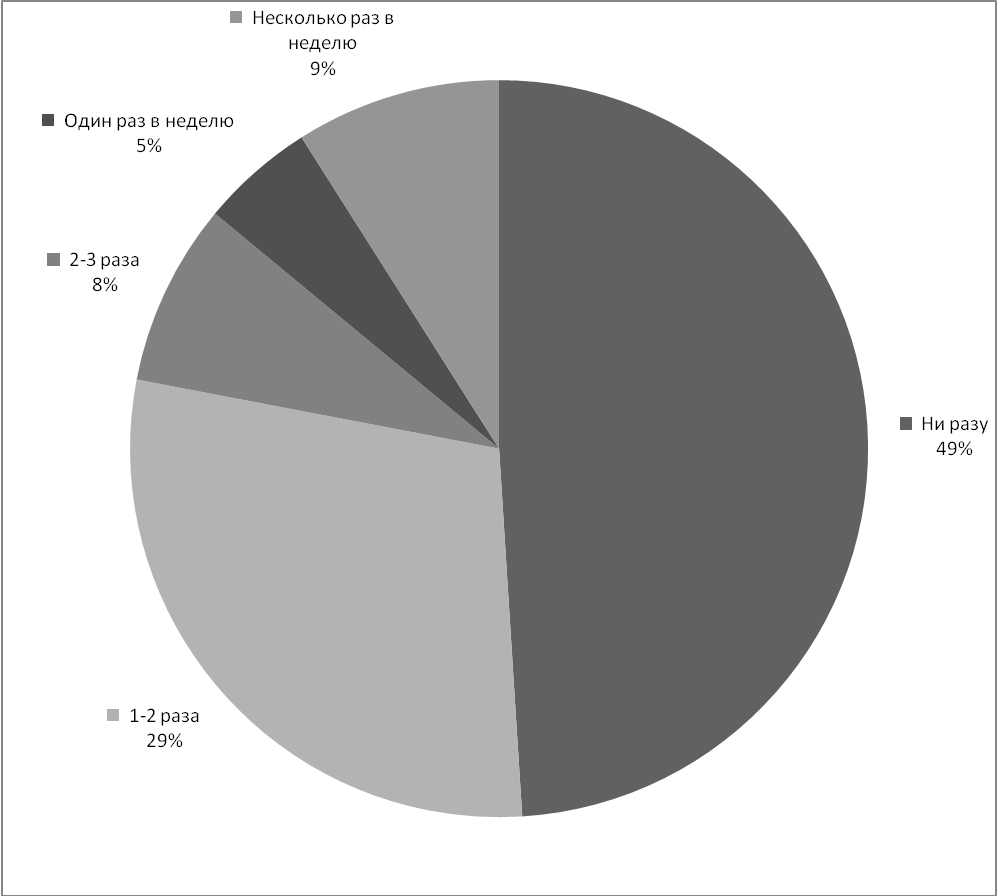 Несколько раз в
неделю
9%
Один раз в неделю
5%
2-3 раза
8%
Ни разу
49%
1-2 раза
29%